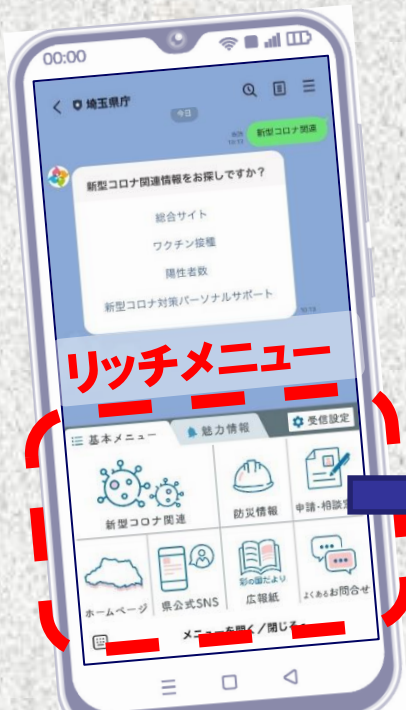 00:00
埼玉県庁
今日
既読
10:13
新型コロナ関連
新型コロナ関連情報をお探しですか？
総合サイト
ワクチン接種
陽性者数
新型コロナ対策パーソナルサポート
10:13
リッチメニュー
基本メニュー
魅力情報
受信設定
新型コロナ関連
防災情報
申請・相談
ホームページ
県公式SNS
彩の国だより
広報紙
よくあるお問合せ
メニューを開く／閉じる